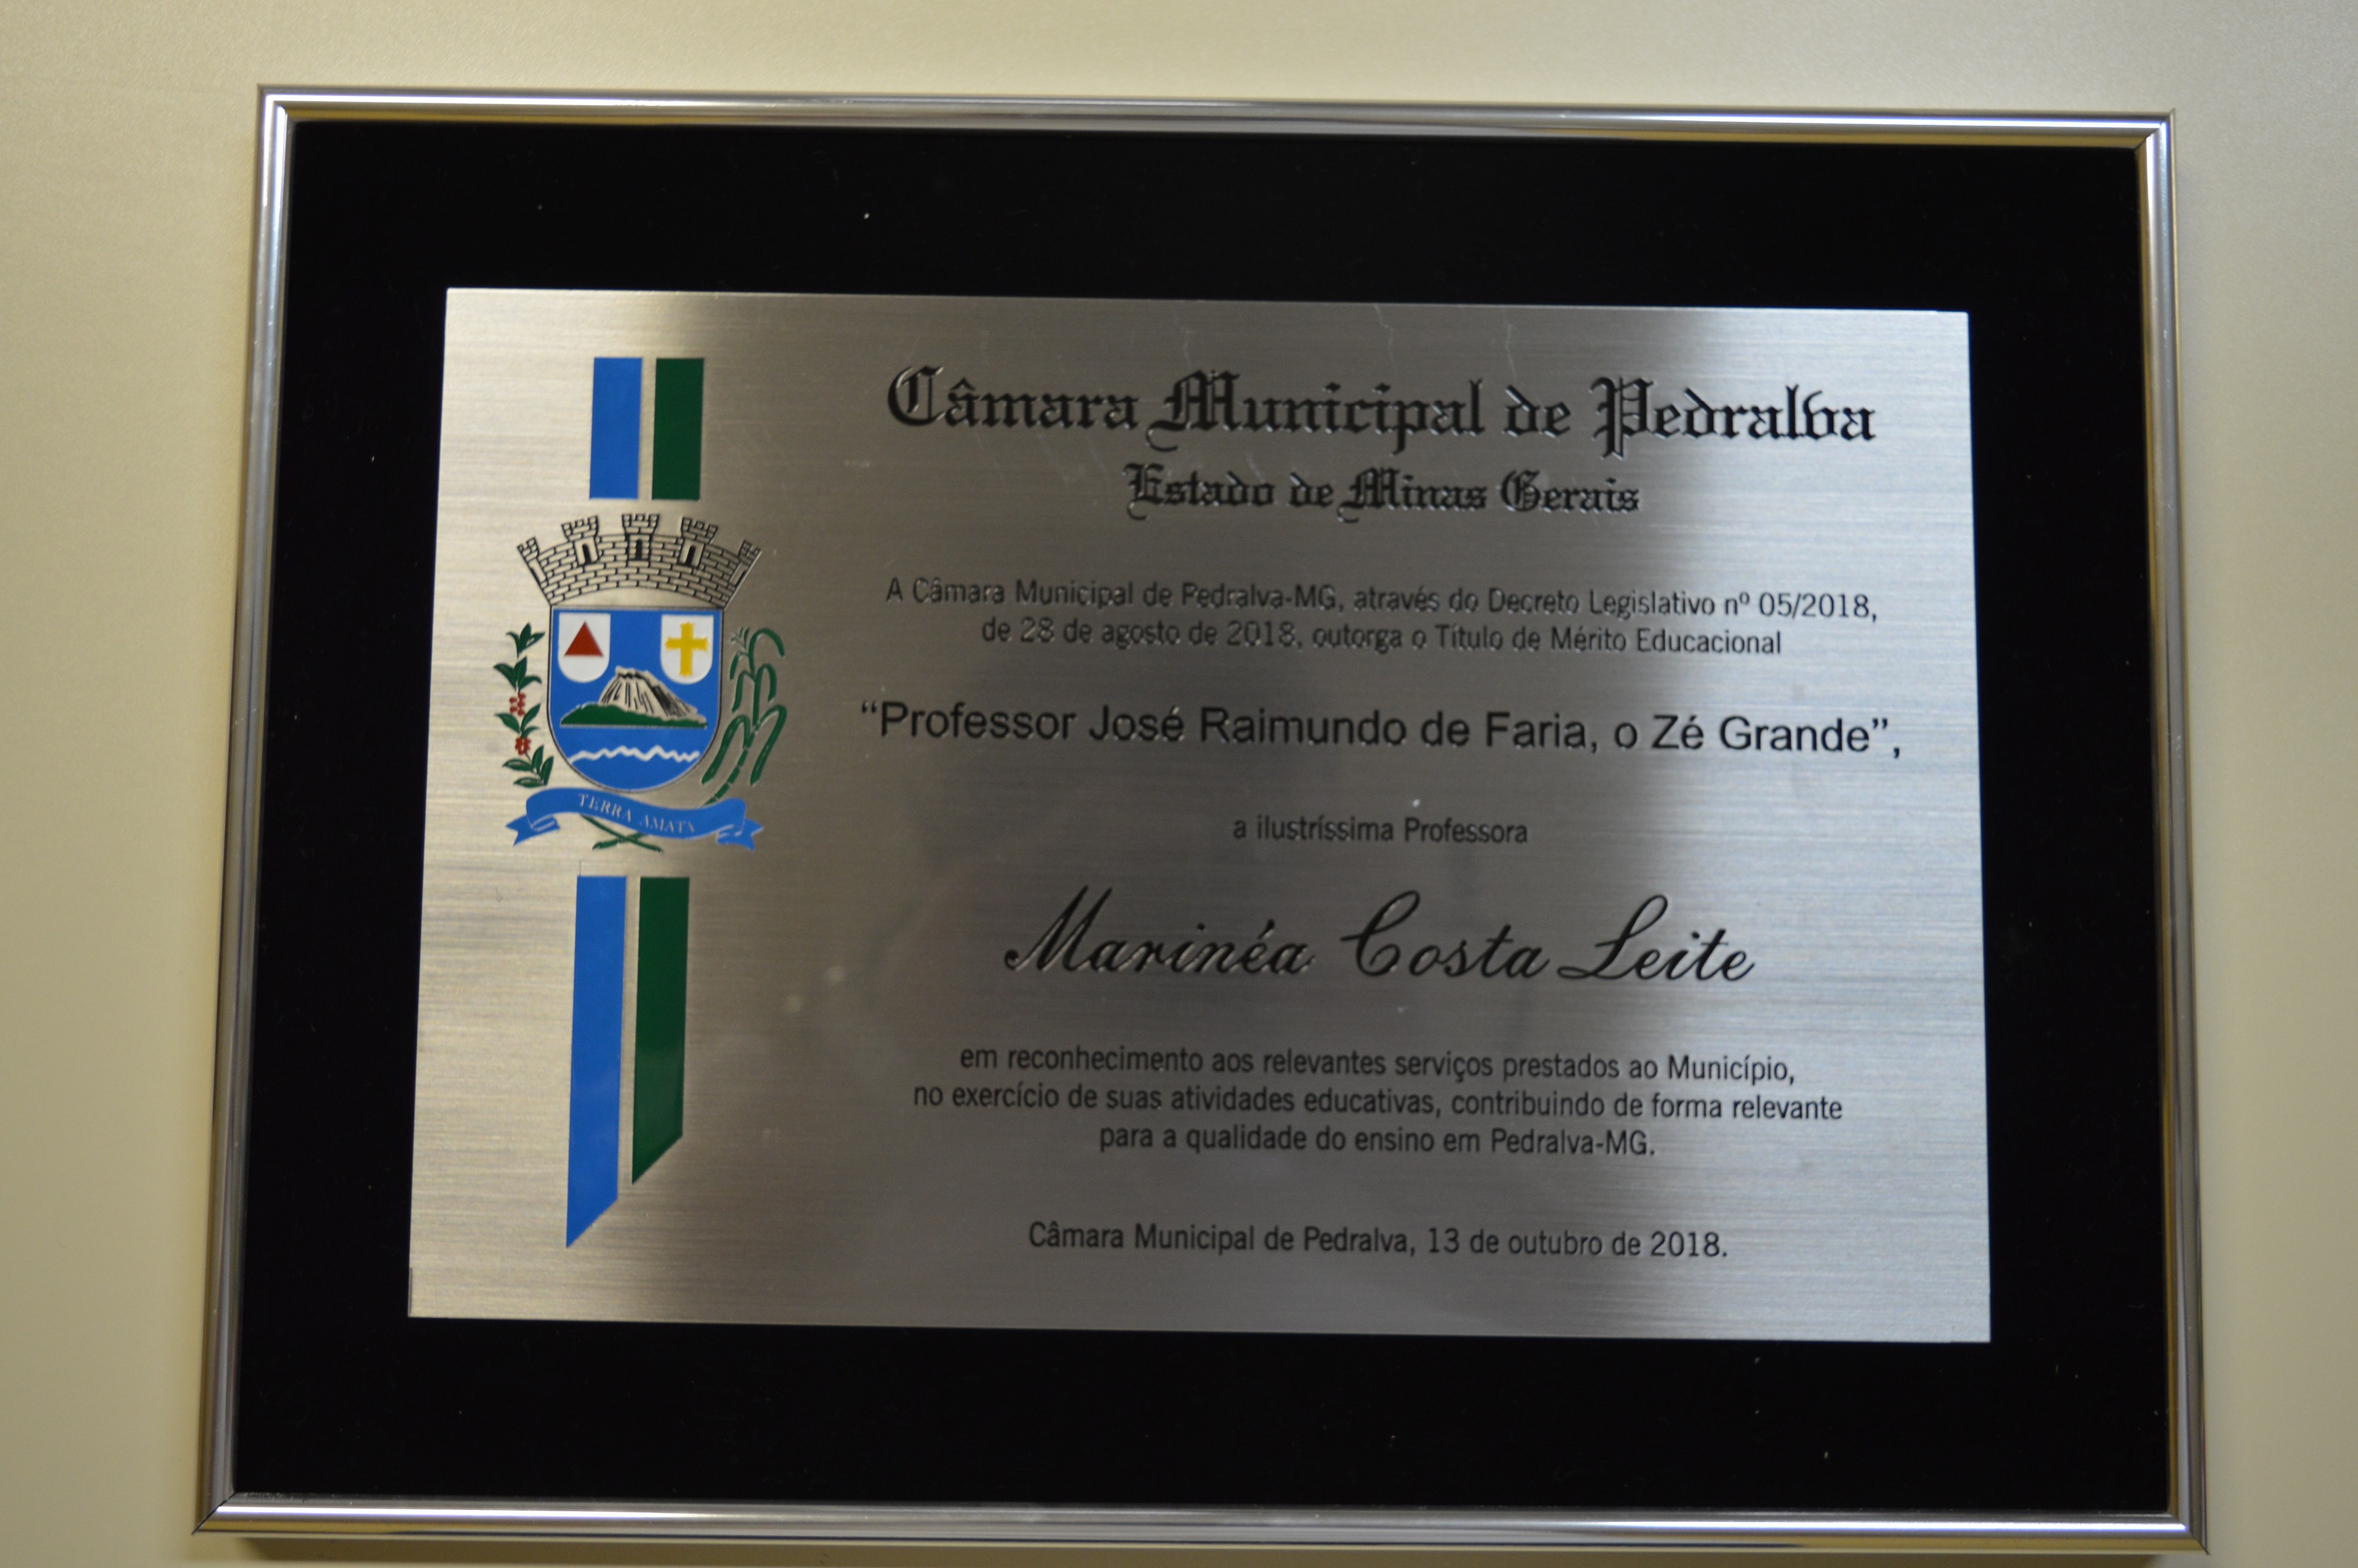 Câmara Municipal de Pedralva
Estado de Minas Gerais
A Câmara Municipal de Pedralva-MG, através do Decreto Legislativo nº 05/2018,
de 28 de agosto de 2018, outorga o Título de Mérito Educacional
“Professor José Raimundo de Faria, o Zé Grande”,
a ilustríssima Professora
Marinéa Costa Leite
em reconhecimento aos relevantes serviços prestados ao Município,
no exercício de suas atividades educativas, contribuindo de forma relevante
para a qualidade do ensino em Pedralva-MG.
Câmara Municipal de Pedralva, 13 de outubro de 2018.
TERRA AMATA